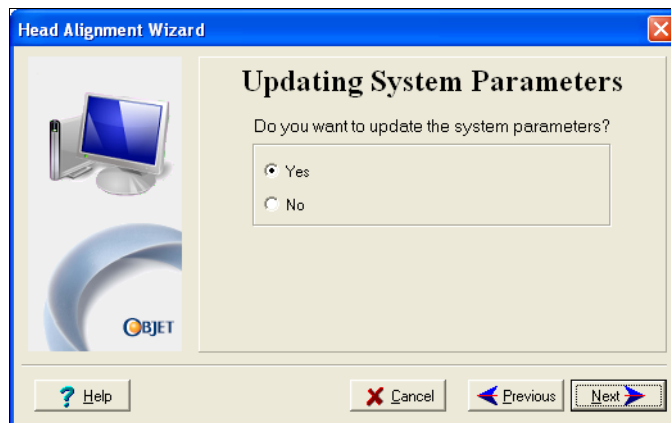 Head Alignment Wizard
Updating System Parameters
Do you want to update the system parameters?
Yes
No
OBJET
? Help
Cancel
Previous
Next